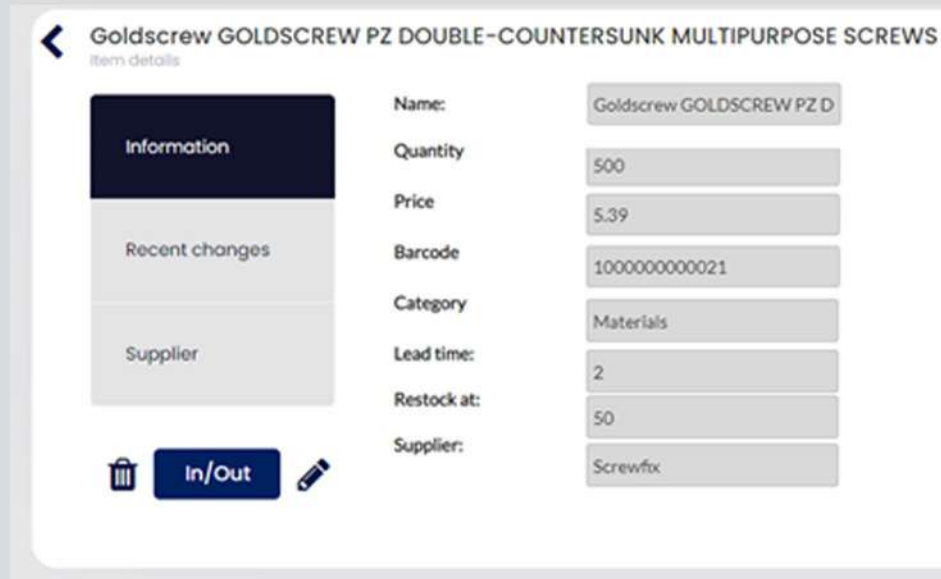 Goldscrew GOLDSCREW PZ DOUBLE-COUNTERSUNK MULTIPURPOSE SCREWS
Item details
Information
Recent changes
Supplier
In/Out
Name: Goldscrew GOLDSCREW PZ D
Quantity 500
Price 5.39
Barcode 1000000000021
Category Materials
Lead time: 2
Restock at: 50
Supplier: Screwfix